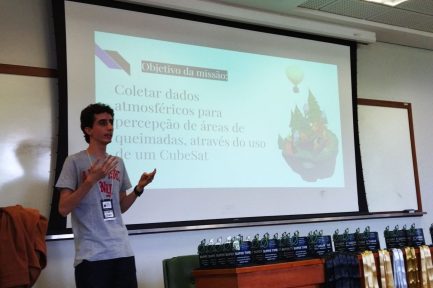 Objetivo da missão:
Coletar dados
atmosféricos para
percepção de áreas de
queimadas, através do uso
de um CubeSat